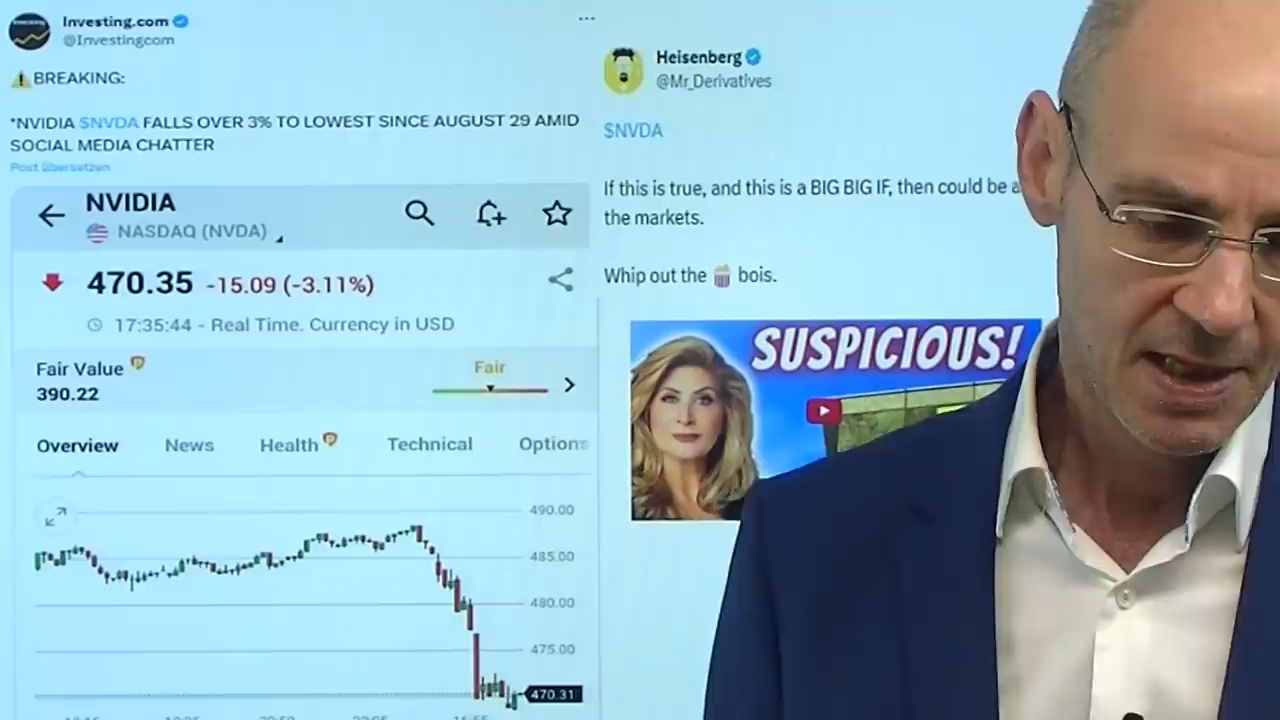 Investing.com
@Investingcom
BREAKING:
*NVIDIA $NVDA FALLS OVER 3% TO LOWEST SINCE AUGUST 29 AMID
SOCIAL MEDIA CHATTER
Post übersetzen
NVIDIA
NASDAQ (NVDA)
470.35 -15.09 (-3.11%)
17:35:44 - Real Time. Currency in USD
Fair Value
390.22
Fair
Overview News Health Technical Options
490.00
485.00
480.00
475.00
470.31
Heisenberg
@Mr_Derivatives
$NVDA
If this is true, and this is a BIG BIG IF, then could be a
the markets.
Whip out the 🍿 bois.
SUSPICIOUS!